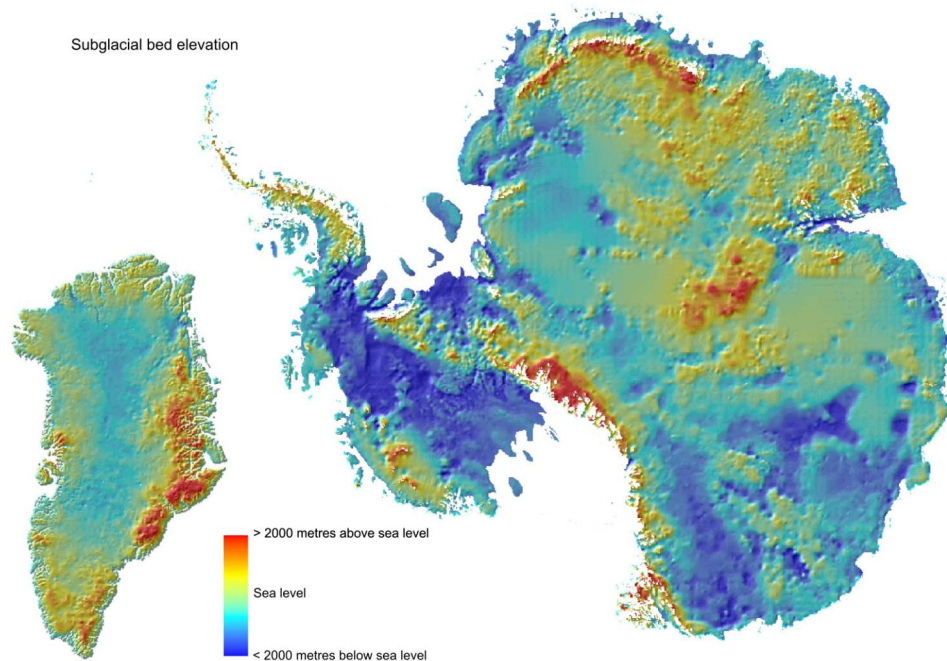 Subglacial bed elevation
> 2000 metres above sea level
Sea level
< 2000 metres below sea level